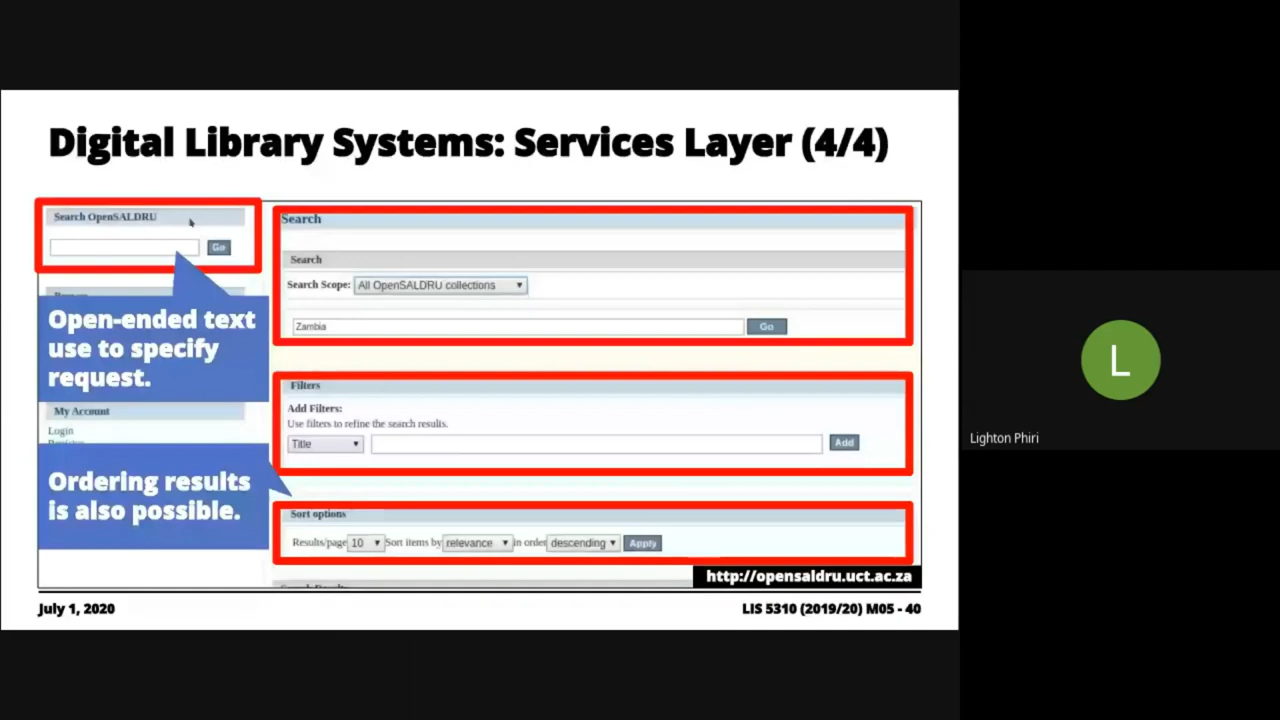 Digital Library Systems: Services Layer (4/4)
Search OpenSALDRU
Go
Open-ended text
use to specify
request.
My Account
Login
Ordering results
is also possible.
Search
Search
Search Scope: All OpenSALDRU collections
Zambia
Go
Filters
Add Filters:
Use filters to refine the search results.
Title
Add
Sort options
Results/page 10 Sort items by relevance in order descending Apply
http://opensaldru.uct.ac.za
July 1, 2020
LIS 5310 (2019/20) M05 - 40
L
Lighton Phiri